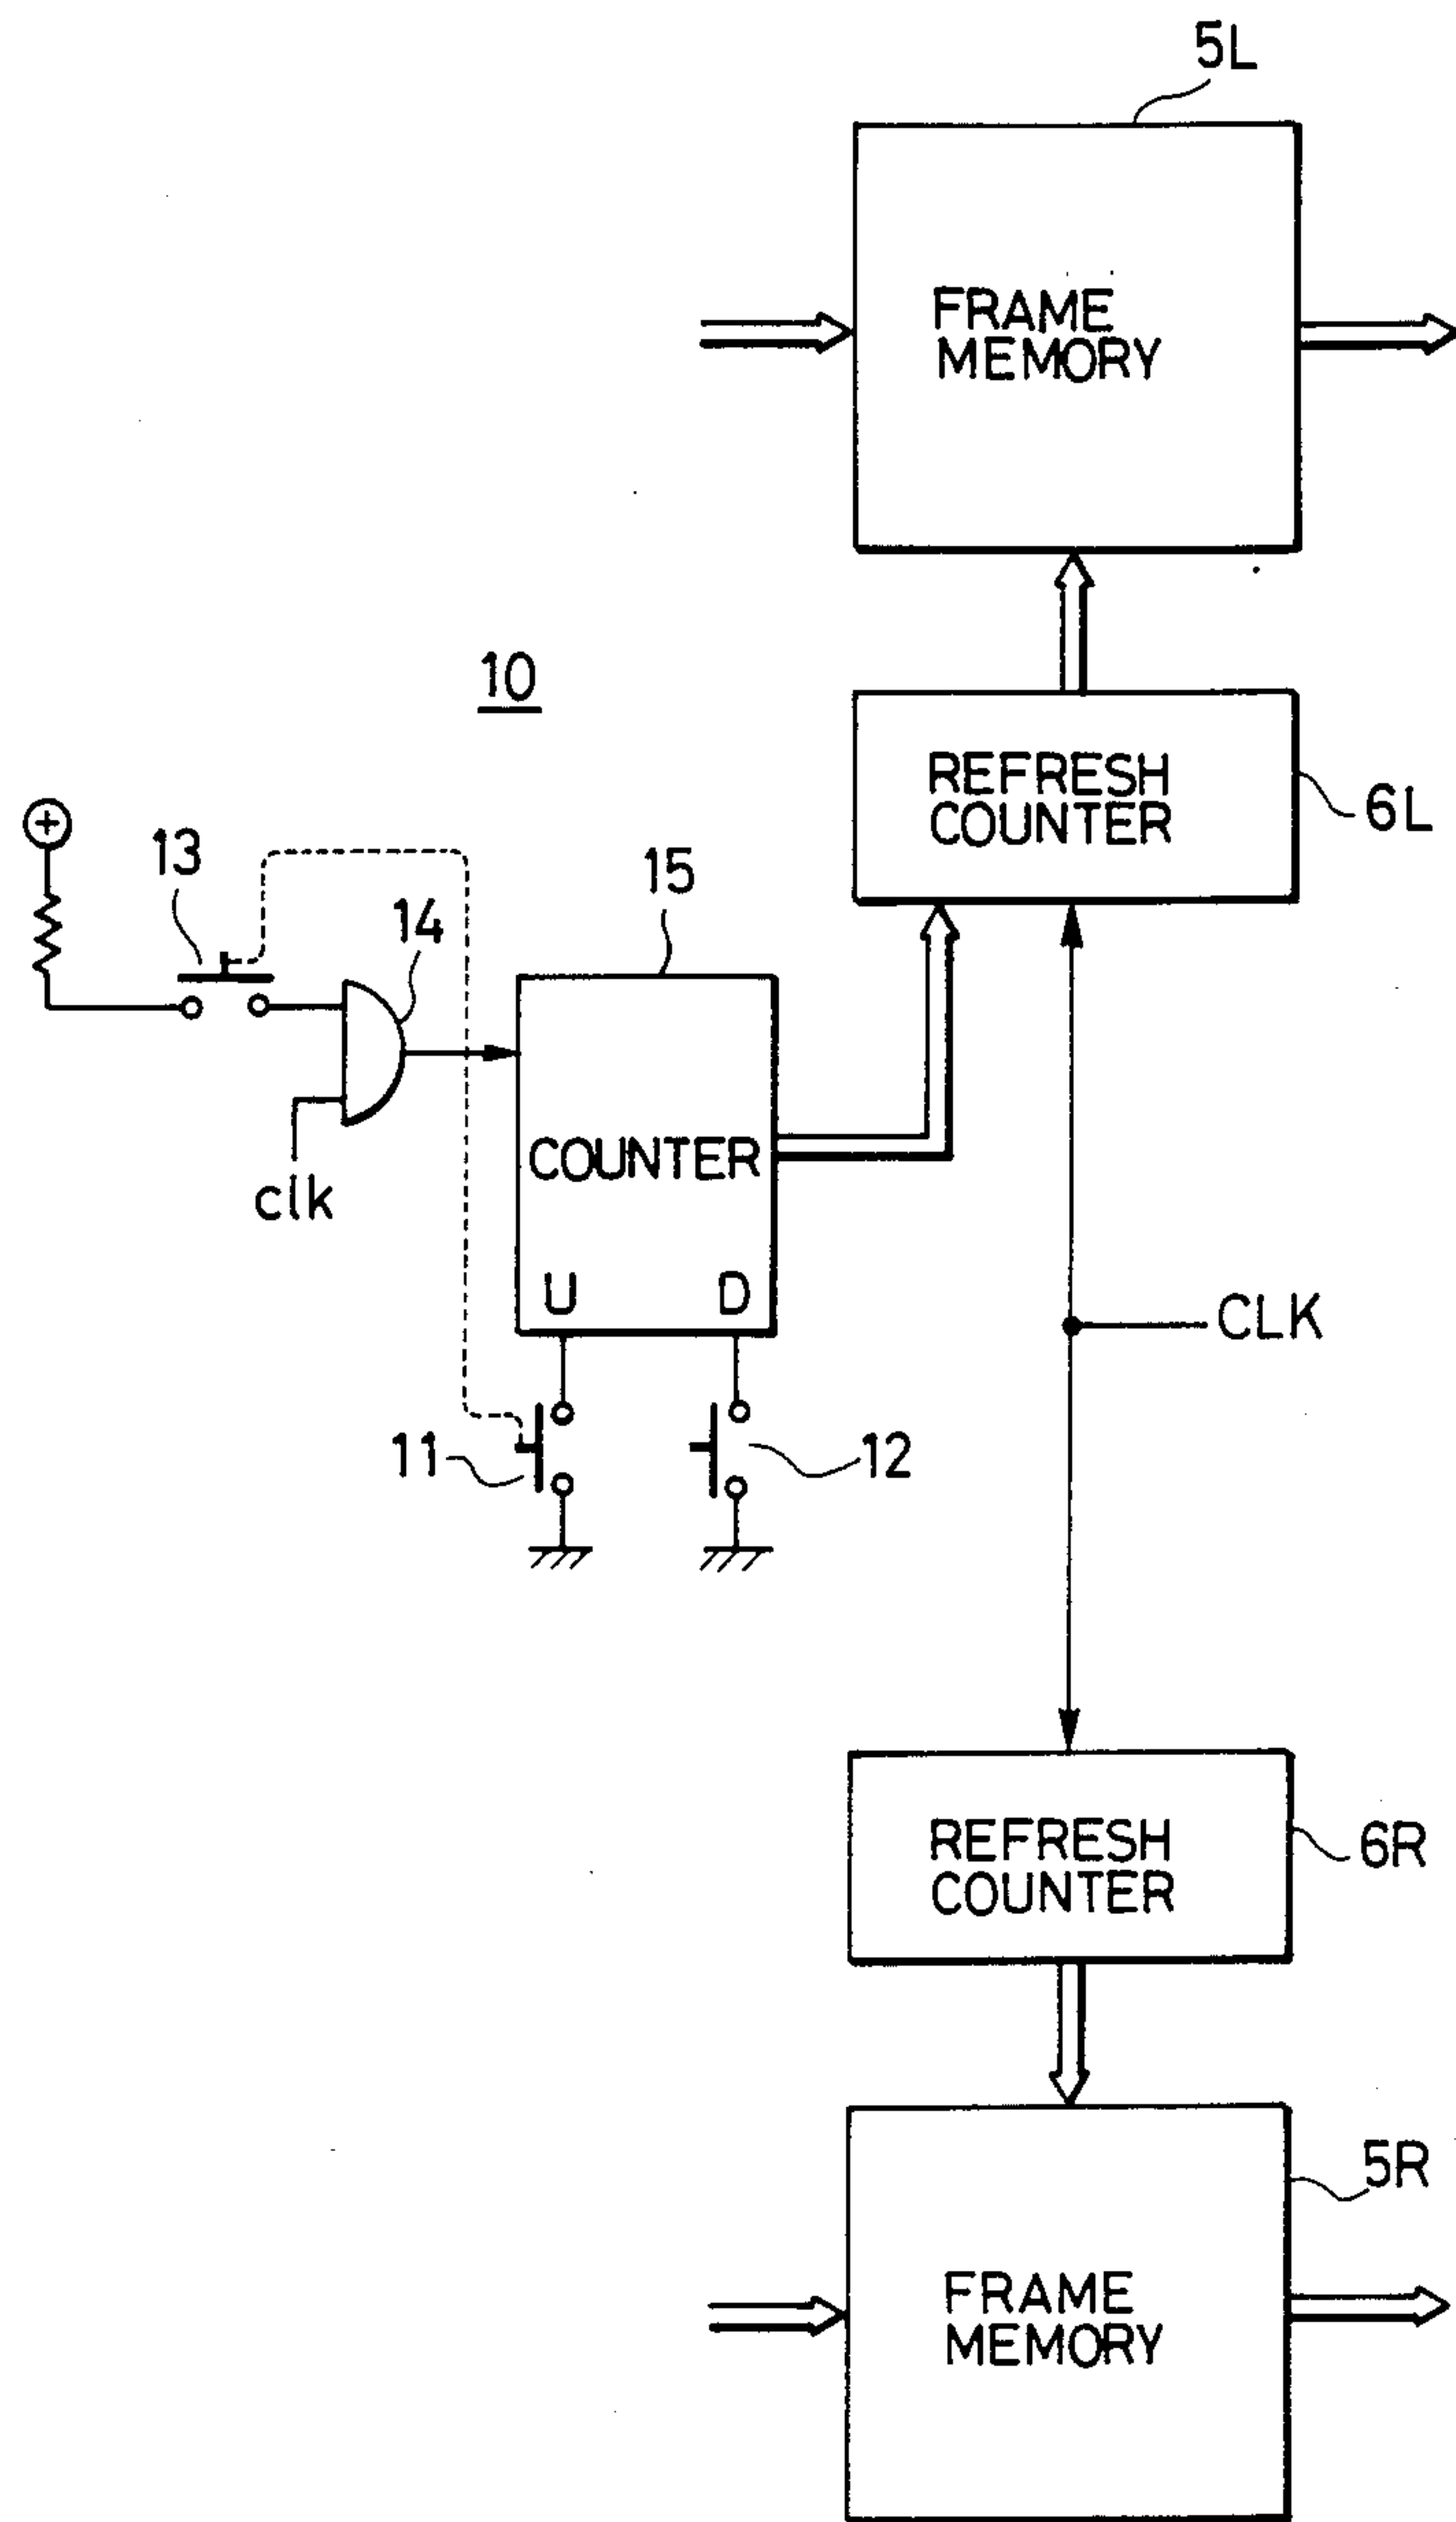 5L
FRAME
MEMORY
10
REFRESH
COUNTER
6L
13
14
15
clk
COUNTER
U D
CLK
11
12
REFRESH
COUNTER
6R
5R
FRAME
MEMORY